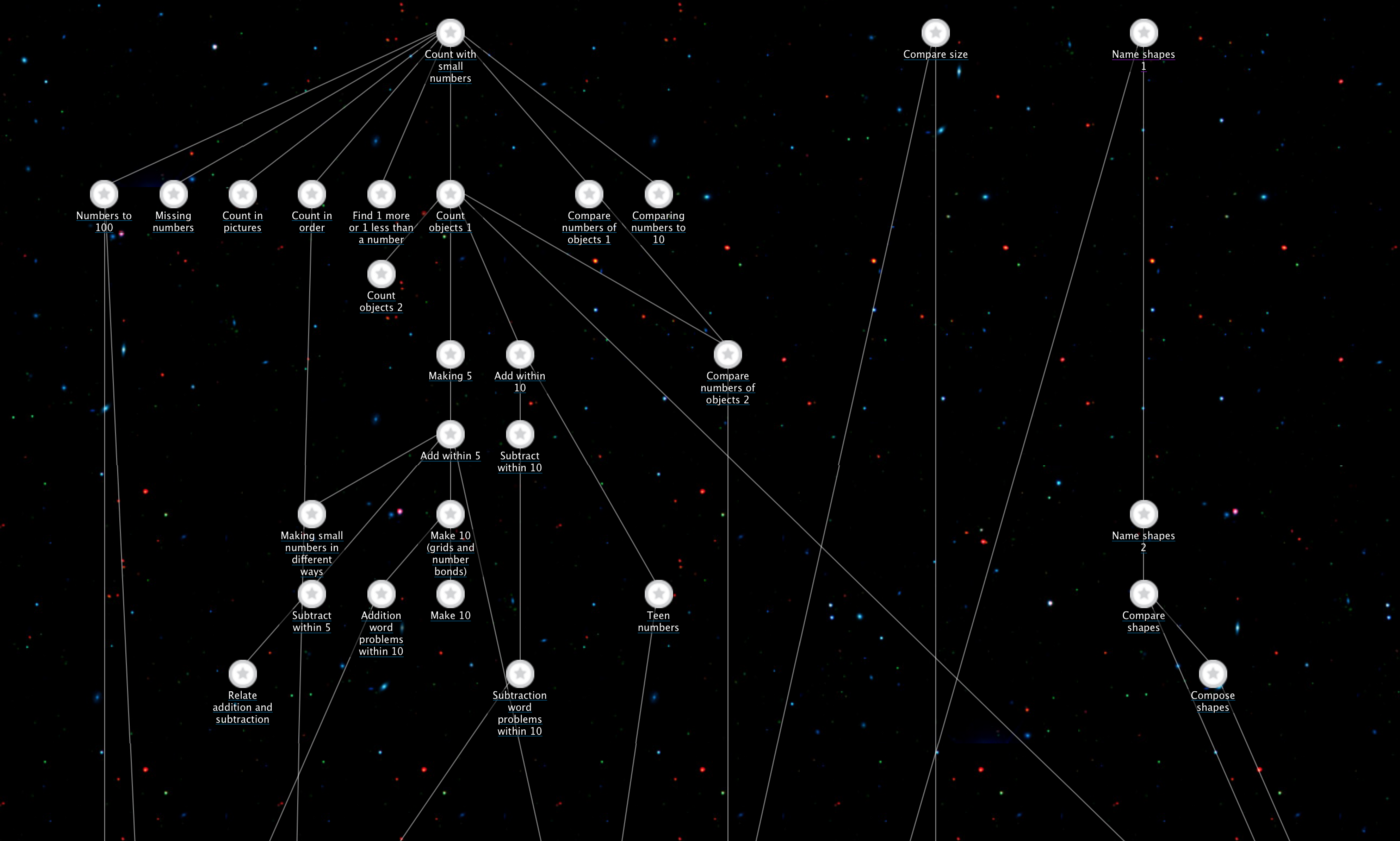 Count with
small
numbers
Compare size
Name shapes
1
Numbers to
100
Missing
numbers
Count in
pictures
Count in
order
Find 1 more
or 1 less than
a number
Count
objects 1
Compare
numbers of
objects 1
Comparing
numbers to
10
Count
objects 2
Making 5
Add within
10
Compare
numbers of
objects 2
Add within 5
Subtract
within 10
Making small
numbers in
different
ways
Make 10
(grids and
number
bonds)
Name shapes
2
Subtract
within 5
Addition
word
problems
within 10
Make 10
Teen
numbers
Compare
shapes
Relate
addition and
subtraction
Subtraction
word
problems
within 10
Compose
shapes